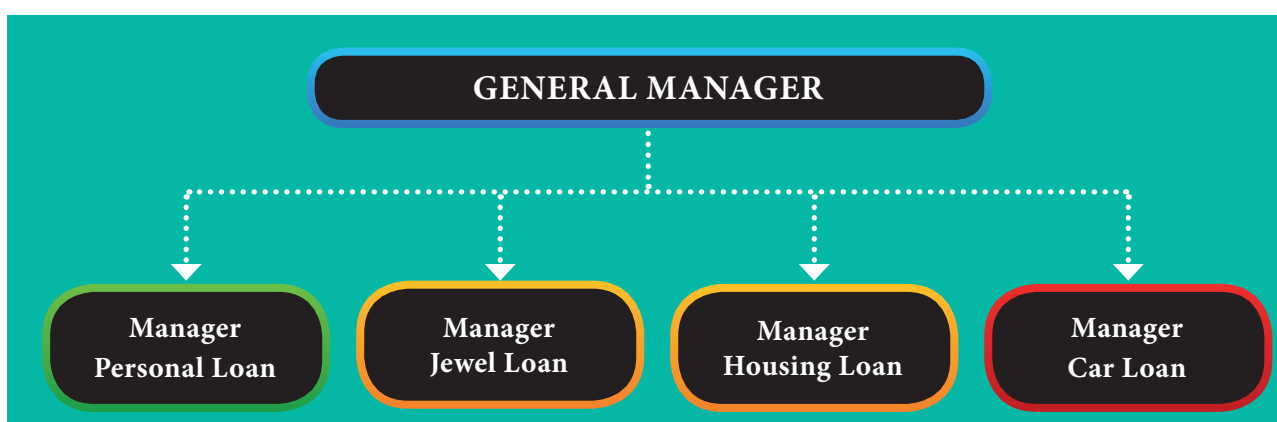 GENERAL MANAGER
Manager
Personal Loan
Manager
Jewel Loan
Manager
Housing Loan
Manager
Car Loan